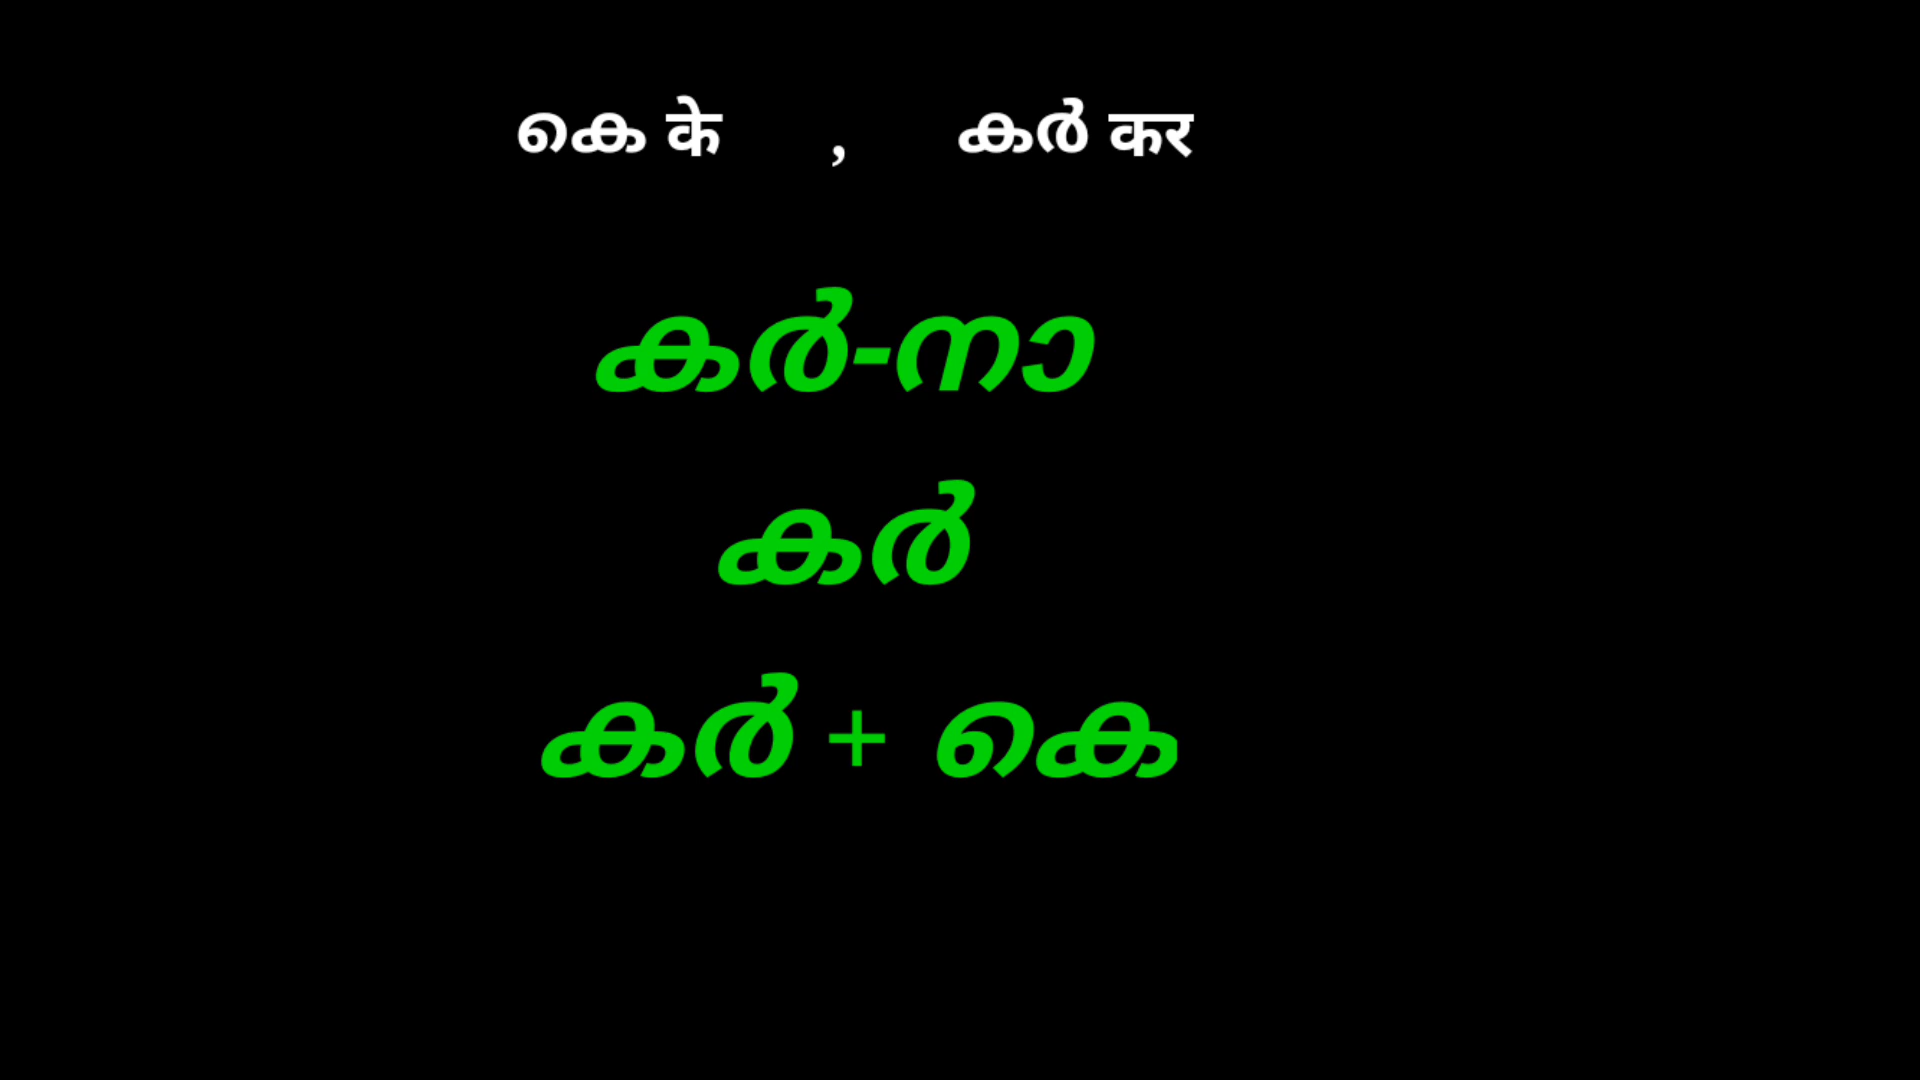 കെ के , കർ कर
കർ-നാ
കർ
കർ + കെ